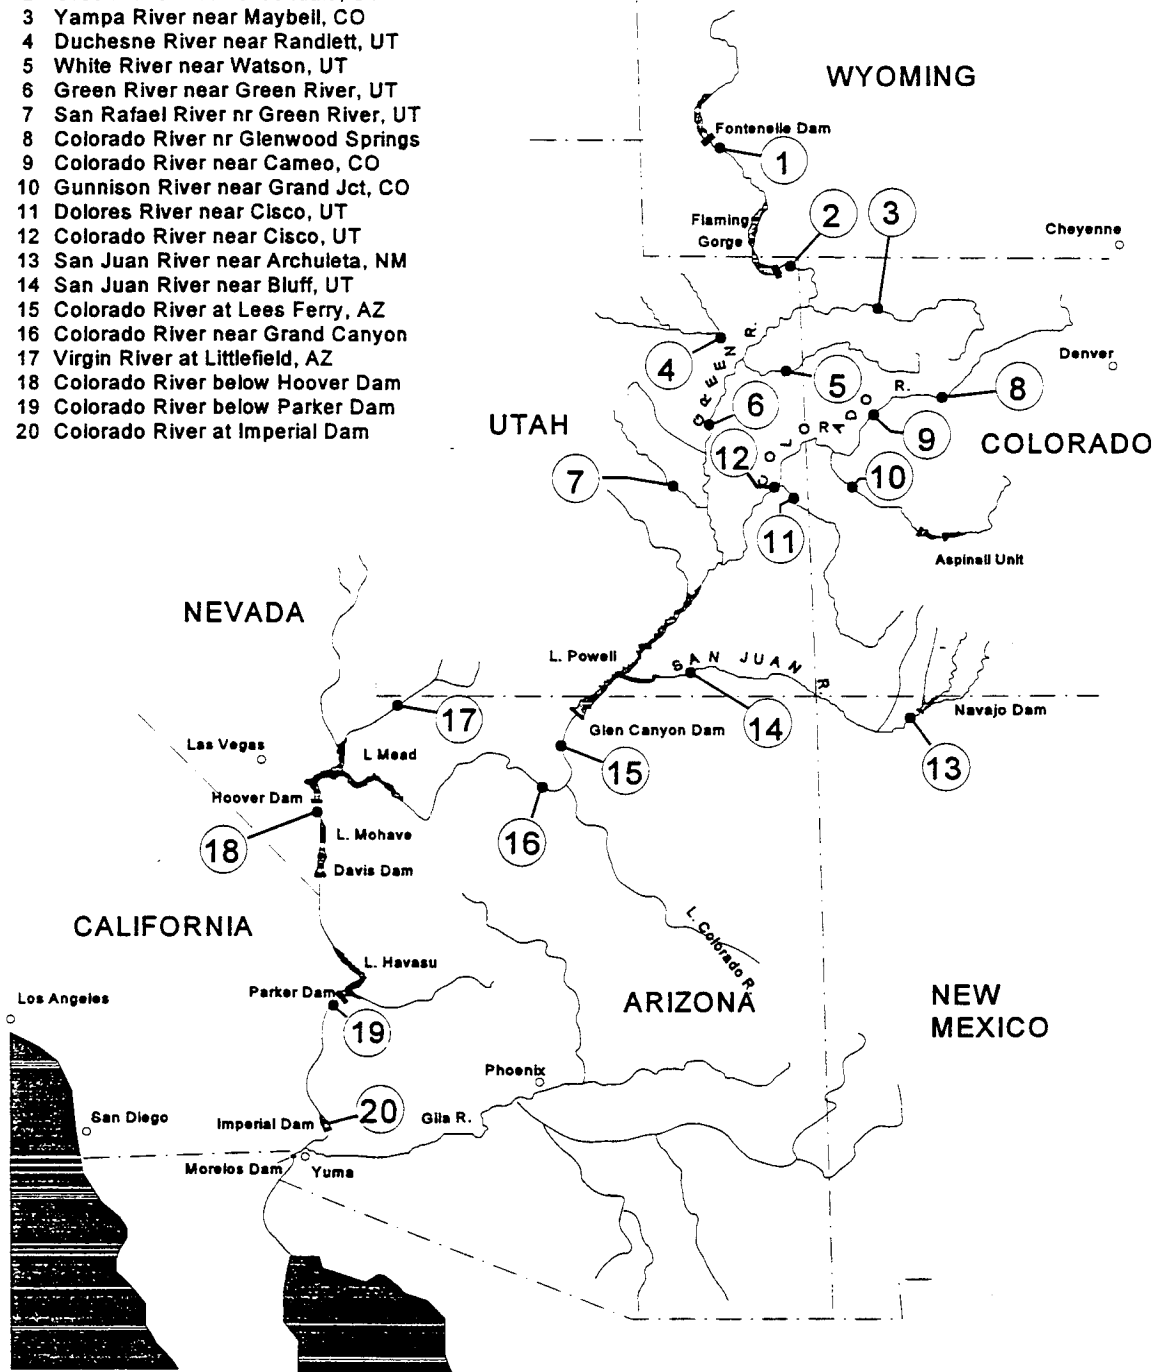 3 Yampa River near Maybell, CO
4 Duchesne River near Randlett, UT
5 White River near Watson, UT
6 Green River near Green River, UT
7 San Rafael River nr Green River, UT
8 Colorado River nr Glenwood Springs
9 Colorado River near Cameo, CO
10 Gunnison River near Grand Jct, CO
11 Dolores River near Cisco, UT
12 Colorado River near Cisco, UT
13 San Juan River near Archuleta, NM
14 San Juan River near Bluff, UT
15 Colorado River at Lees Ferry, AZ
16 Colorado River near Grand Canyon
17 Virgin River at Littlefield, AZ
18 Colorado River below Hoover Dam
19 Colorado River below Parker Dam
20 Colorado River at Imperial Dam
WYOMING
Fontenelle Dam
1
2
3
Flaming
Gorge
Cheyenne
4
GREEN R.
5
Denver
8
6
COLORADO R.
9
UTAH
COLORADO
12
7
10
11
Aspinall Unit
NEVADA
L. Powell
SAN JUAN R
Navajo Dam
17
Glen Canyon Dam
14
Las Vegas
L Mead
15
13
Hoover Dam
18
L. Mohave
16
Davis Dam
CALIFORNIA
L. Colorado R.
L. Havasu
Parker Dam
Los Angeles
ARIZONA
NEW
MEXICO
19
Phoenix
San Diego
Imperial Dam
20
Gila R.
Morelos Dam
Yuma